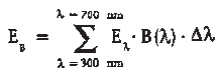 λ = 700 nm
E_B = ∑ E_λ · B(λ) · Δλ
λ = 300 nm